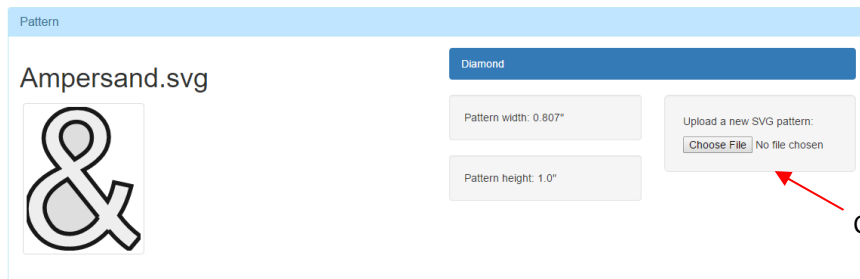 Pattern
Ampersand.svg
&
Diamond
Pattern width: 0.807"
Upload a new SVG pattern:
Choose File No file chosen
Pattern height: 1.0"